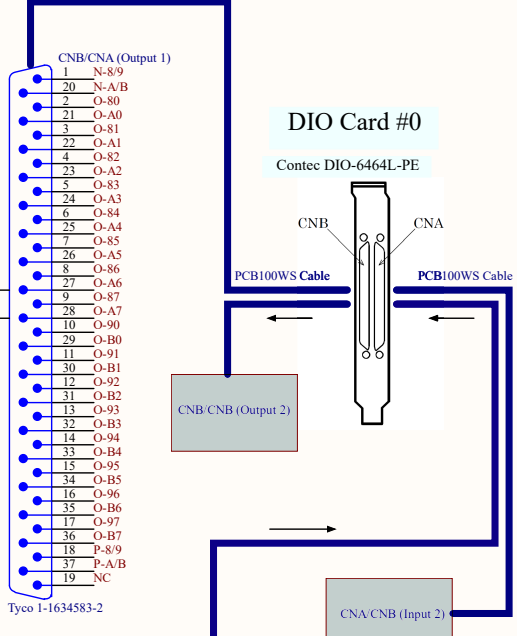 CNB/CNA (Output 1)
1 N-8/9
20 N-A/B
2 O-80
21 O-A0
3 O-81
22 O-A1
4 O-82
23 O-A2
5 O-83
24 O-A3
6 O-84
25 O-A4
7 O-85
26 O-A5
8 O-86
27 O-A6
9 O-87
28 O-A7
10 O-90
29 O-B0
11 O-91
30 O-B1
12 O-92
31 O-B2
13 O-93
32 O-B3
14 O-94
33 O-B4
15 O-95
34 O-B5
16 O-96
35 O-B6
17 O-97
36 O-B7
18 P-8/9
37 P-A/B
19 NC
Tyco 1-1634583-2
DIO Card #0
Contec DIO-6464L-PE
CNB
CNA
PCB100WS Cable
PCB100WS Cable
CNB/CNB (Output 2)
CNA/CNB (Input 2)